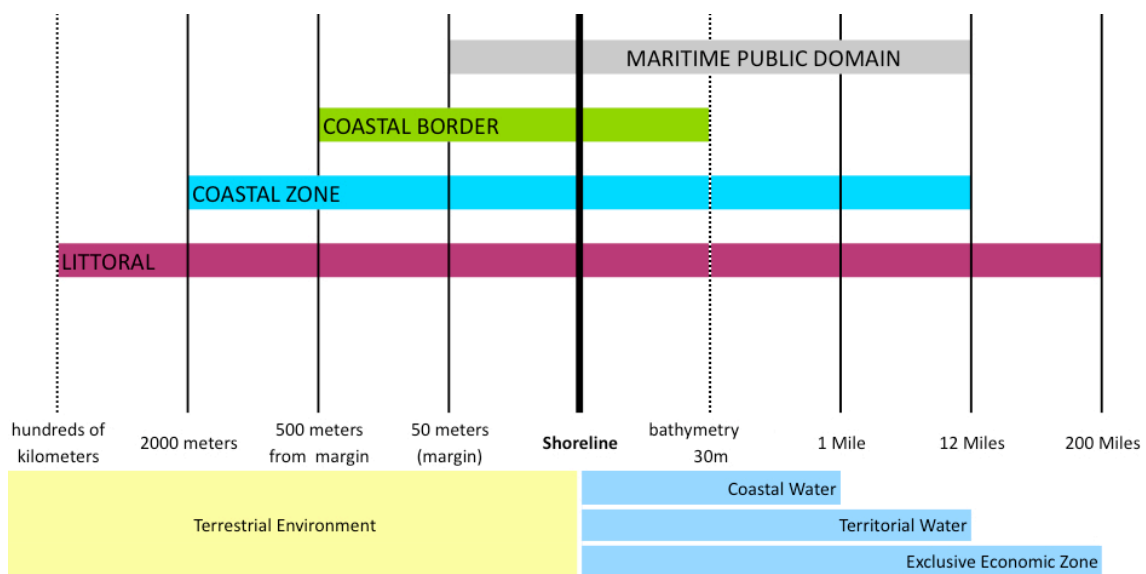 MARITIME PUBLIC DOMAIN
COASTAL BORDER
COASTAL ZONE
LITTORAL
hundreds of
kilometers
2000 meters
500 meters
from margin
50 meters
(margin)
Shoreline
bathymetry
30m
1 Mile
12 Miles
200 Miles
Terrestrial Environment
Coastal Water
Territorial Water
Exclusive Economic Zone